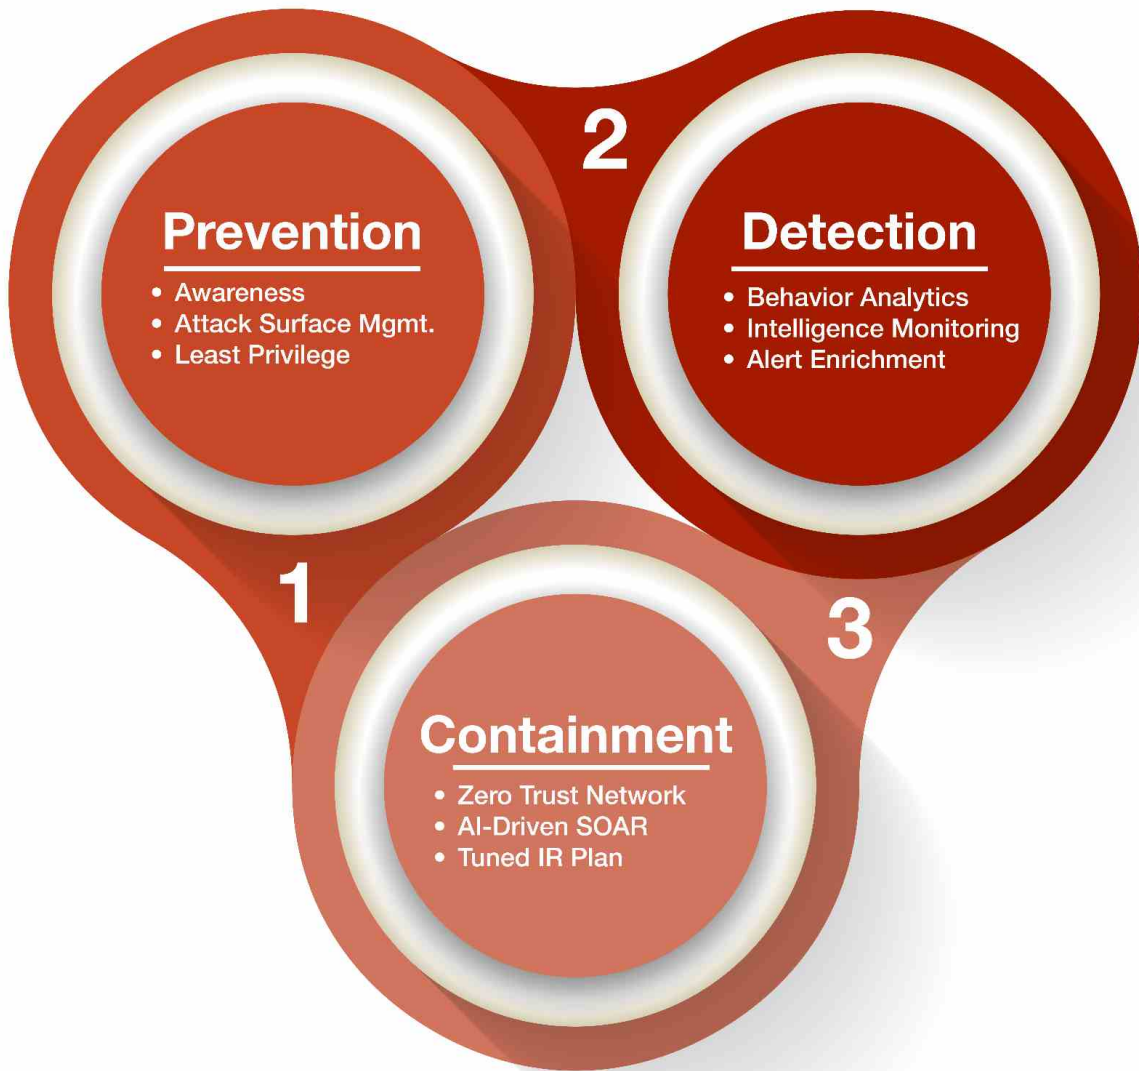 Prevention
• Awareness
• Attack Surface Mgmt.
• Least Privilege
1
2
Detection
• Behavior Analytics
• Intelligence Monitoring
• Alert Enrichment
3
Containment
• Zero Trust Network
• AI-Driven SOAR
• Tuned IR Plan